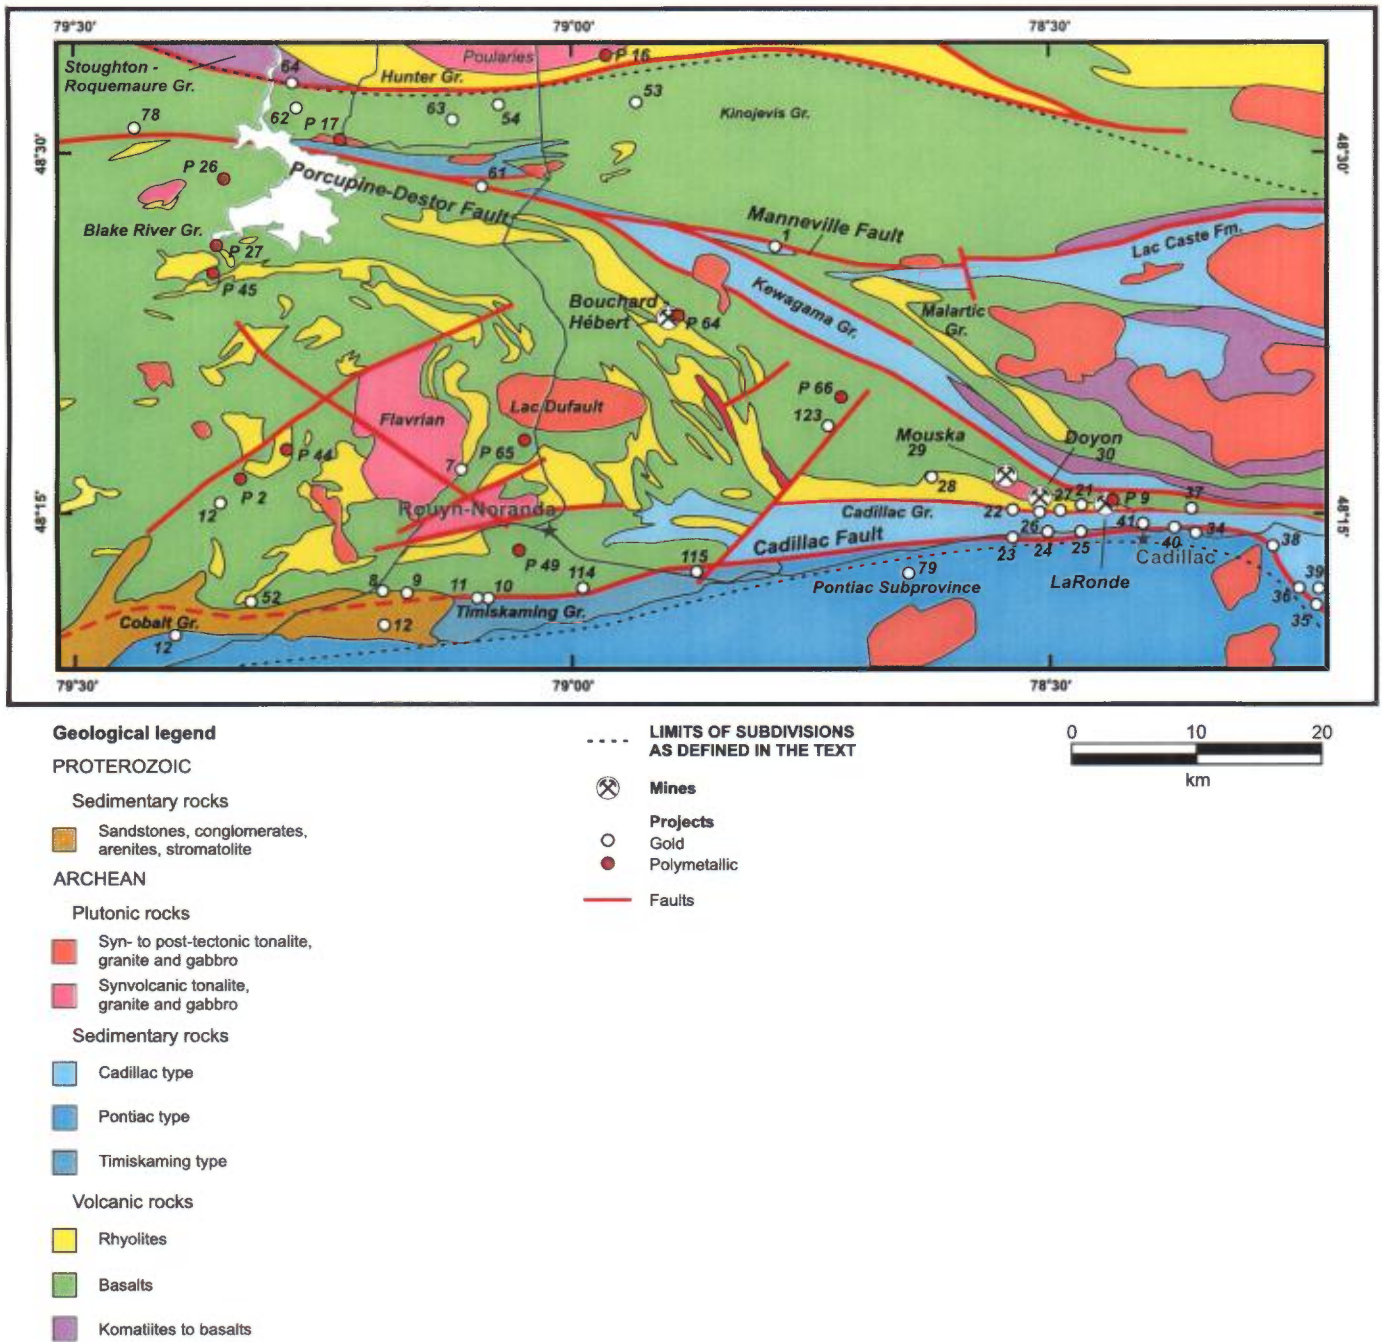 79°30'
79°00'
78°30'
Stoughton -
Roquemaure Gr.
64
Hunter Gr.
Poularies
P 16
78
62
P 17
63
54
53
Kinojevis Gr.
48°30'
48°30'
P 26
61
Porcupine-Destor Fault
Manneville Fault
1
Lac Caste Fm.
Blake River Gr.
P 27
P 45
Kewagama Gr.
Bouchard
Hébert
P 64
Malartic
Gr.
Flavrian
Lac Dufault
P 66
123
Mouska
29
Doyon
30
P 44
P 65
7
P 2
12
28
27
21
P 9
37
Rouyn-Noranda
Cadillac Gr.
22
26
41
48°15'
48°15'
Cadillac Fault
23
24
25
40
34
38
Cadillac
P 49
115
79
LaRonde
Pontiac Subprovince
114
52
8
9
11
10
39
36
35
Cobalt Gr.
Timiskaming Gr.
12
12
79°30'
79°00'
78°30'
Geological legend
PROTEROZOIC
Sedimentary rocks
Sandstones, conglomerates,
arenites, stromatolite
ARCHEAN
Plutonic rocks
Syn- to post-tectonic tonalite,
granite and gabbro
Synvolcanic tonalite,
granite and gabbro
Sedimentary rocks
Cadillac type
Pontiac type
Timiskaming type
Volcanic rocks
Rhyolites
Basalts
Komatiites to basalts
LIMITS OF SUBDIVISIONS
AS DEFINED IN THE TEXT
Mines
Projects
Gold
Polymetallic
Faults
0 10 20
km